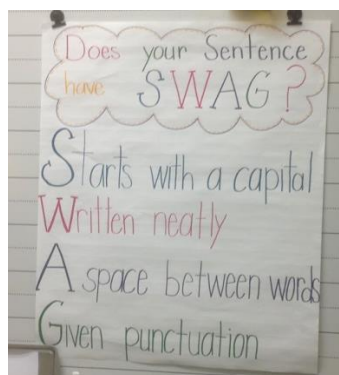 Does your Sentence
have SWAG?
Starts with a capital
Written neatly
A space between words
Given punctuation